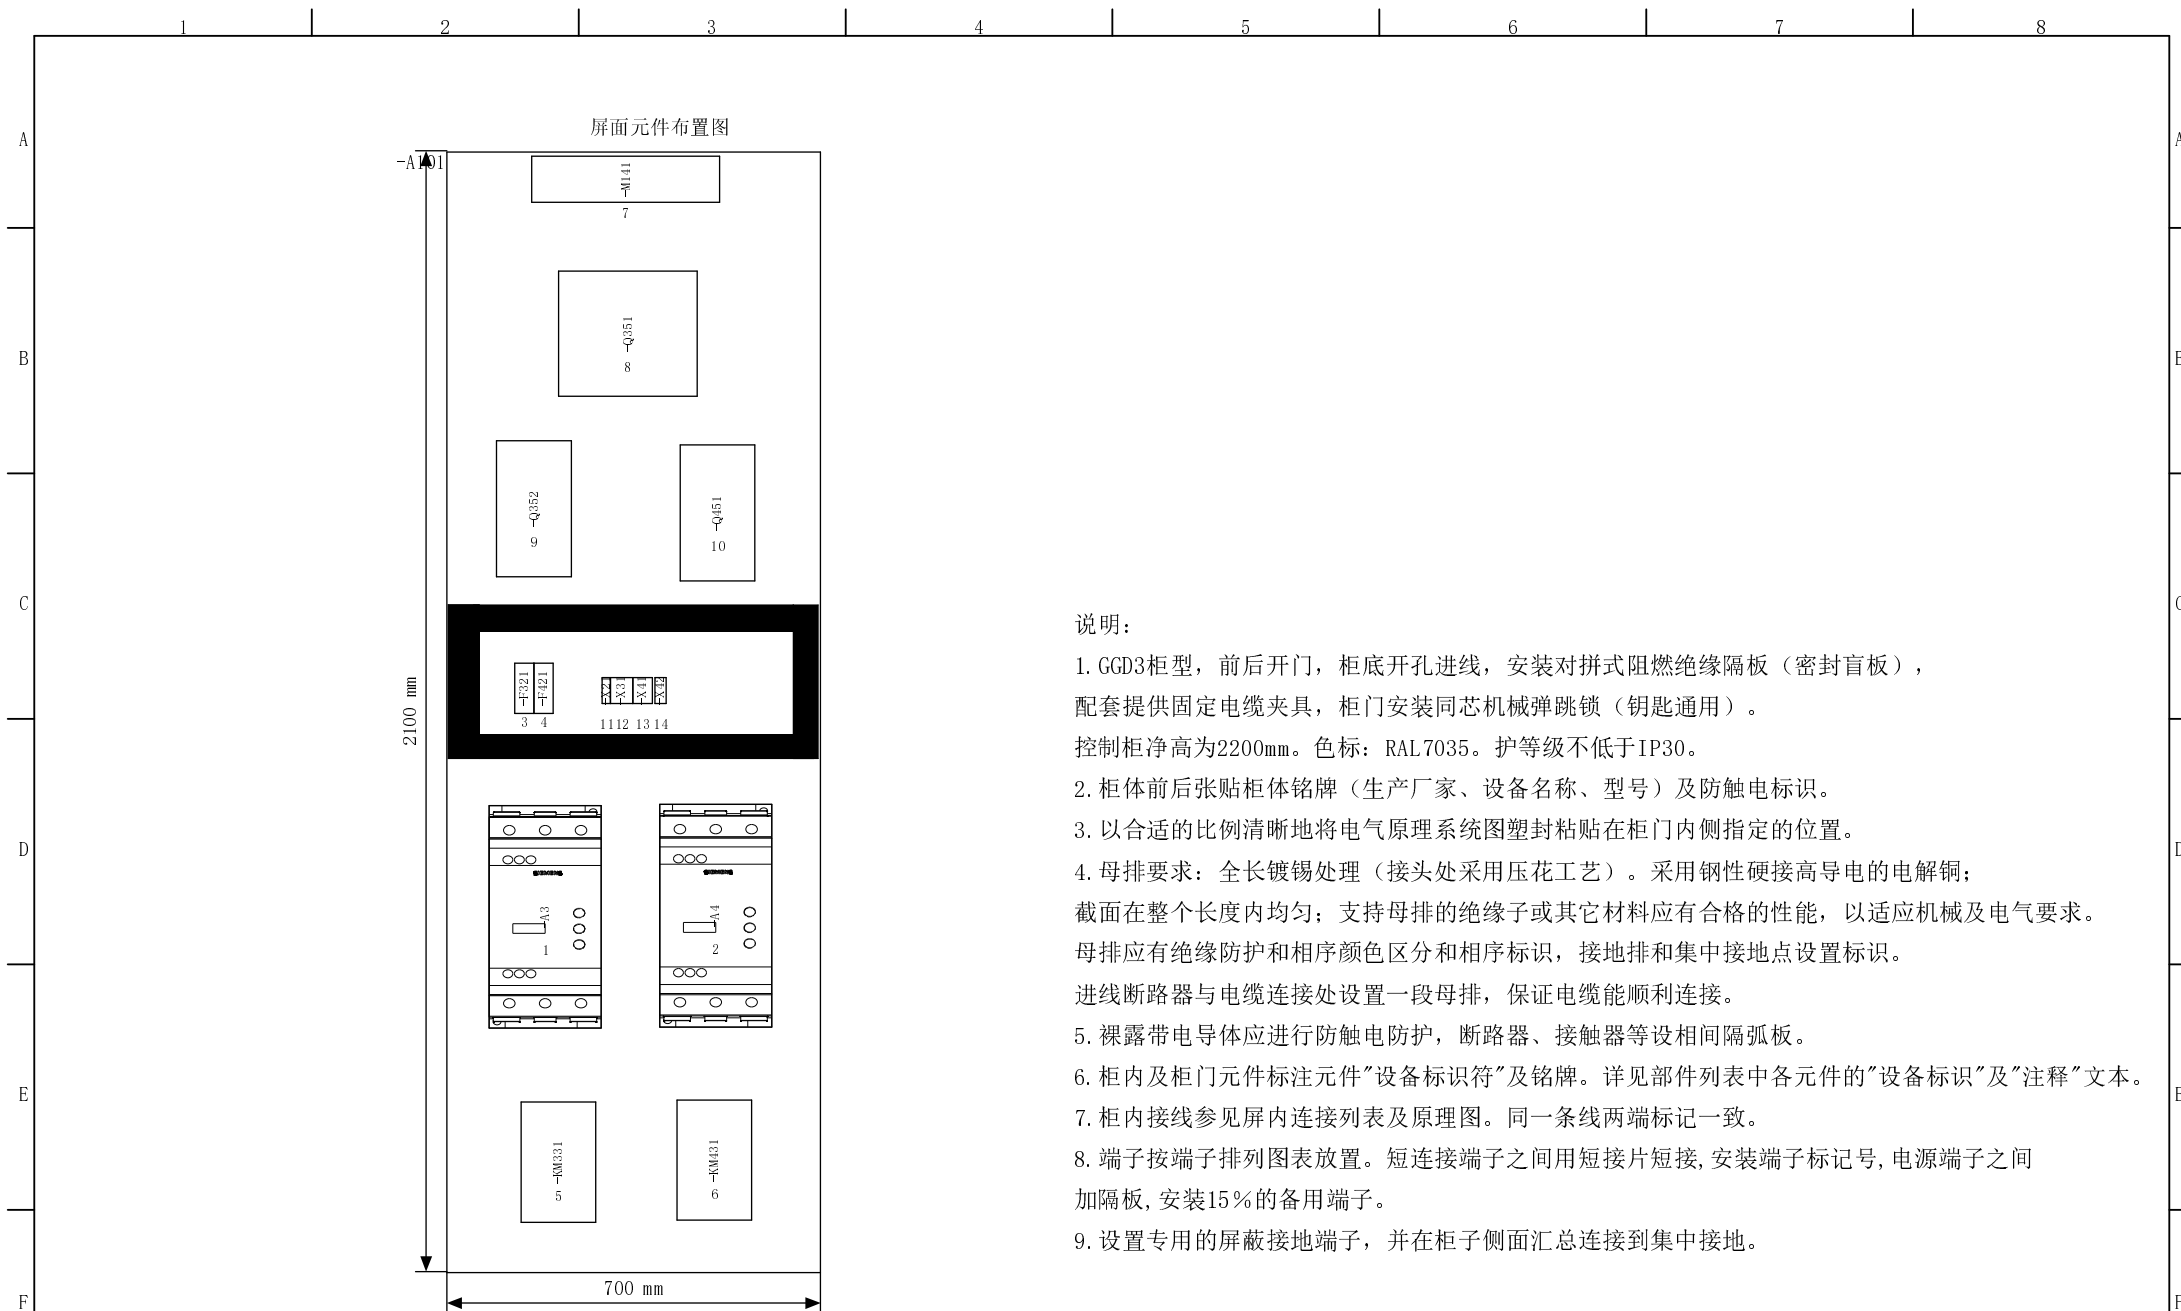 1 2 3 4 5 6 7 8
屏面元件布置图
A A
-A101
-M141
7
-Q351
B
8
-Q352
-Q451
9
10
C
说明:
1.GGD3柜型，前后开门，柜底开孔进线，安装对拼式阻燃绝缘隔板（密封盲板），
-F321 -F421 -X21 -X31 -X41 -X42
配套提供固定电缆夹具，柜门安装同芯机械弹跳锁（钥匙通用）。
3 4 11 12 13 14
2100 mm
控制柜净高为2200mm。色标：RAL7035。护等级不低于IP30。
2.柜体前后张贴柜体铭牌（生产厂家、设备名称、型号）及防触电标识。
3.以合适的比例清晰地将电气原理系统图塑封粘贴在柜门内侧指定的位置。
D
4.母排要求：全长镀锡处理（接头处采用压花工艺）。采用钢性硬接高导电的电解铜；
SIEMENS SIEMENS
截面在整个长度内均匀；支持母排的绝缘子或其它材料应有合格的性能，以适应机械及电气要求。
A3 A4
1 2
母排应有绝缘防护和相序颜色区分和相序标识，接地排和集中接地点设置标识。
进线断路器与电缆连接处设置一段母排，保证电缆能顺利连接。
5.裸露带电导体应进行防触电防护，断路器、接触器等设相间隔弧板。
6.柜内及柜门元件标注元件"设备标识符"及铭牌。详见部件列表中各元件的"设备标识"及"注释"文本。
E
7.柜内接线参见屏内连接列表及原理图。同一条线两端标记一致。
8.端子按端子排列图表放置。短连接端子之间用短接片短接,安装端子标记号,电源端子之间
-KM331 -KM431
5 6
加隔板,安装15%的备用端子。
9.设置专用的屏蔽接地端子，并在柜子侧面汇总连接到集中接地。
700 mm
F